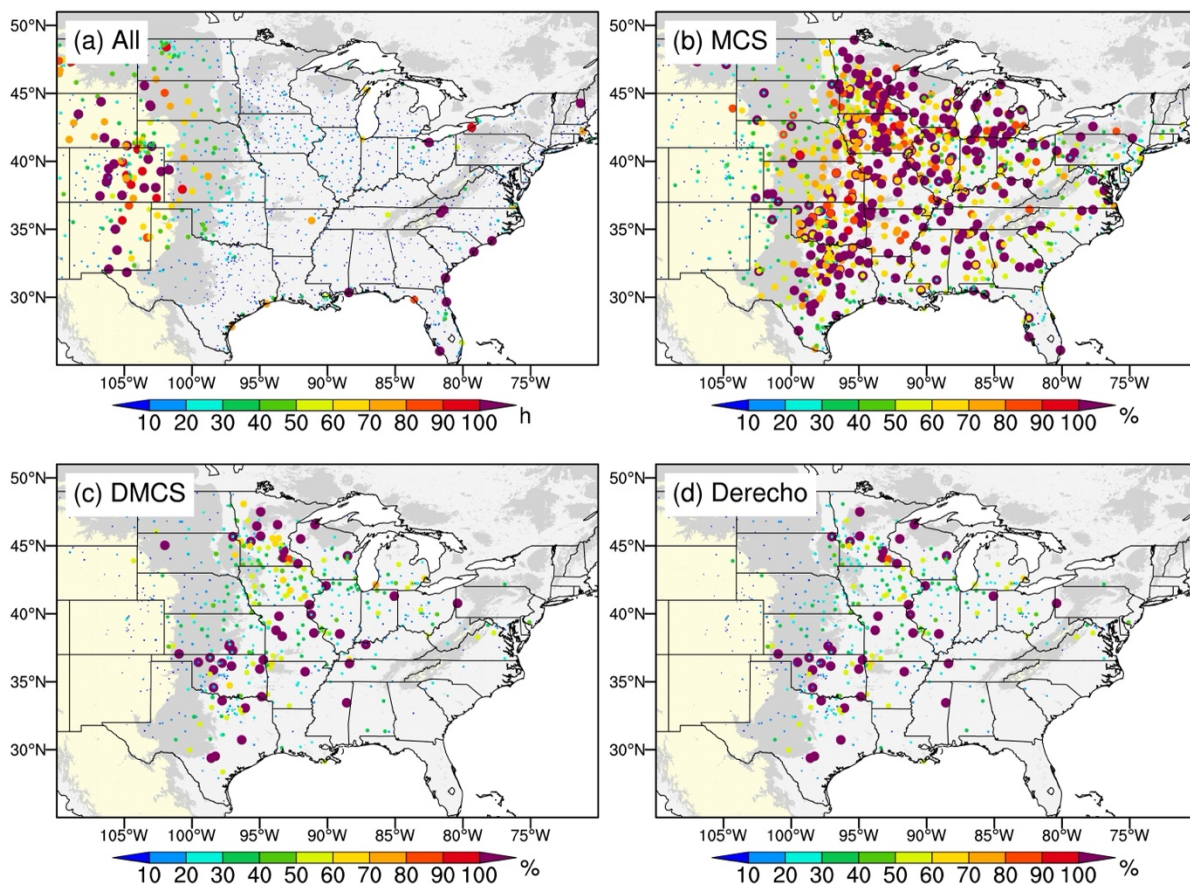 (a) All
(b) MCS
50°N
45°N
40°N
35°N
30°N
50°N
45°N
40°N
35°N
30°N
105°W 100°W 95°W 90°W 85°W 80°W 75°W
105°W 100°W 95°W 90°W 85°W 80°W 75°W
10 20 30 40 50 60 70 80 90 100 h
10 20 30 40 50 60 70 80 90 100 %
(c) DMCS
(d) Derecho
50°N
45°N
40°N
35°N
30°N
50°N
45°N
40°N
35°N
30°N
105°W 100°W 95°W 90°W 85°W 80°W 75°W
105°W 100°W 95°W 90°W 85°W 80°W 75°W
10 20 30 40 50 60 70 80 90 100 %
10 20 30 40 50 60 70 80 90 100 %